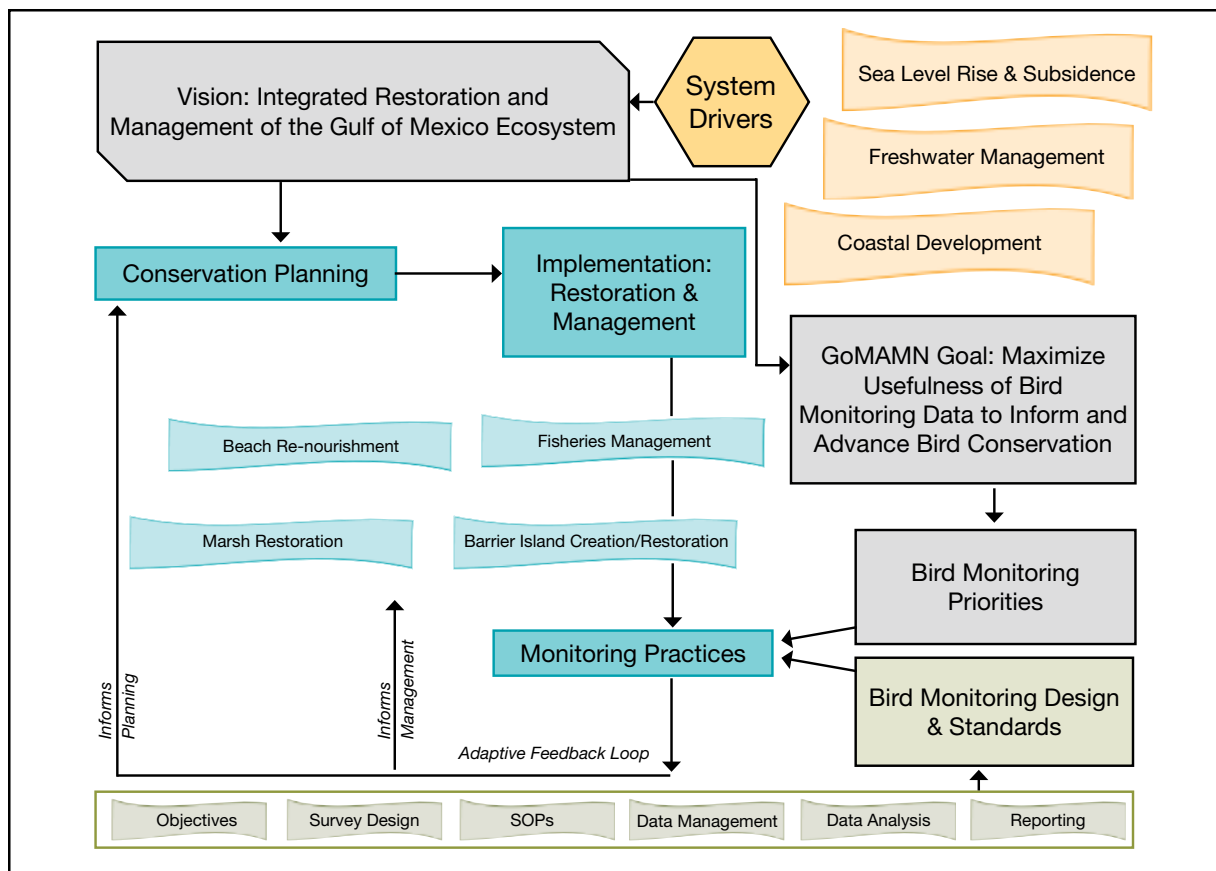 Vision: Integrated Restoration and
Management of the Gulf of Mexico Ecosystem
System
Drivers
Sea Level Rise & Subsidence
Freshwater Management
Coastal Development
Conservation Planning
Implementation:
Restoration &
Management
GoMAMN Goal: Maximize
Usefulness of Bird
Monitoring Data to Inform and
Advance Bird Conservation
Beach Re-nourishment
Fisheries Management
Marsh Restoration
Barrier Island Creation/Restoration
Bird Monitoring
Priorities
Monitoring Practices
Bird Monitoring Design
& Standards
Informs
Planning
Informs
Management
Adaptive Feedback Loop
Objectives
Survey Design
SOPs
Data Management
Data Analysis
Reporting